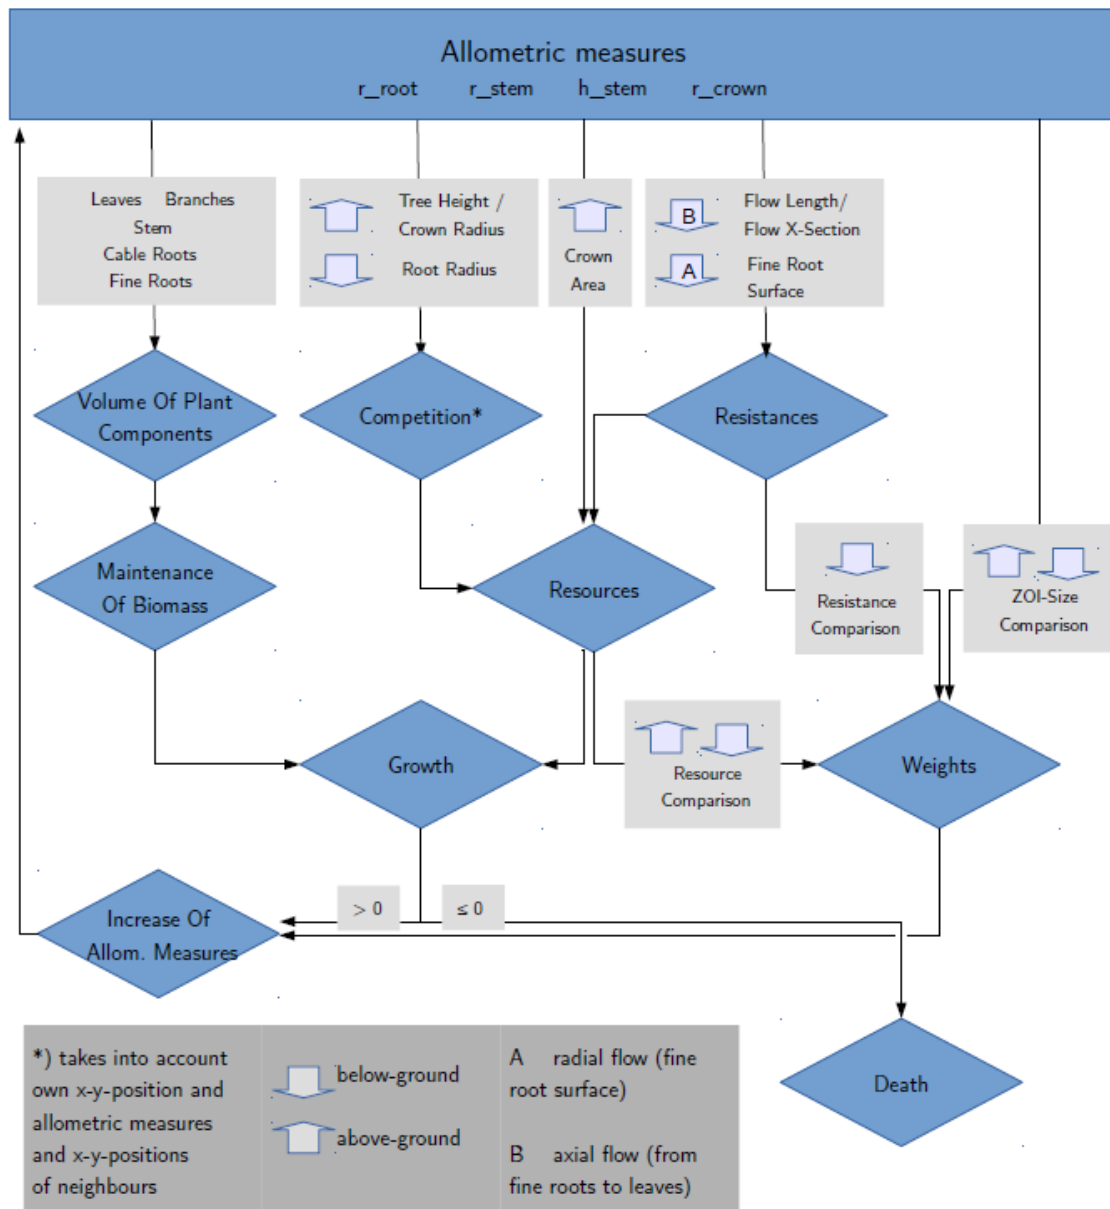 Allometric measures
r_root r_stem h_stem r_crown
Leaves Branches
Stem
Cable Roots
Fine Roots
Tree Height /
Crown Radius
Root Radius
Crown
Area
B
Flow Length/
Flow X-Section
A
Fine Root
Surface
Volume Of Plant
Components
Competition*
Resistances
Maintenance
Of Biomass
Resources
Resistance
Comparison
ZOI-Size
Comparison
Growth
Resource
Comparison
Weights
> 0
≤ 0
Increase Of
Allom. Measures
Death
*) takes into account
own x-y-position and
allometric measures
and x-y-positions
of neighbours
below-ground
above-ground
A radial flow (fine
root surface)
B axial flow (from
fine roots to leaves)